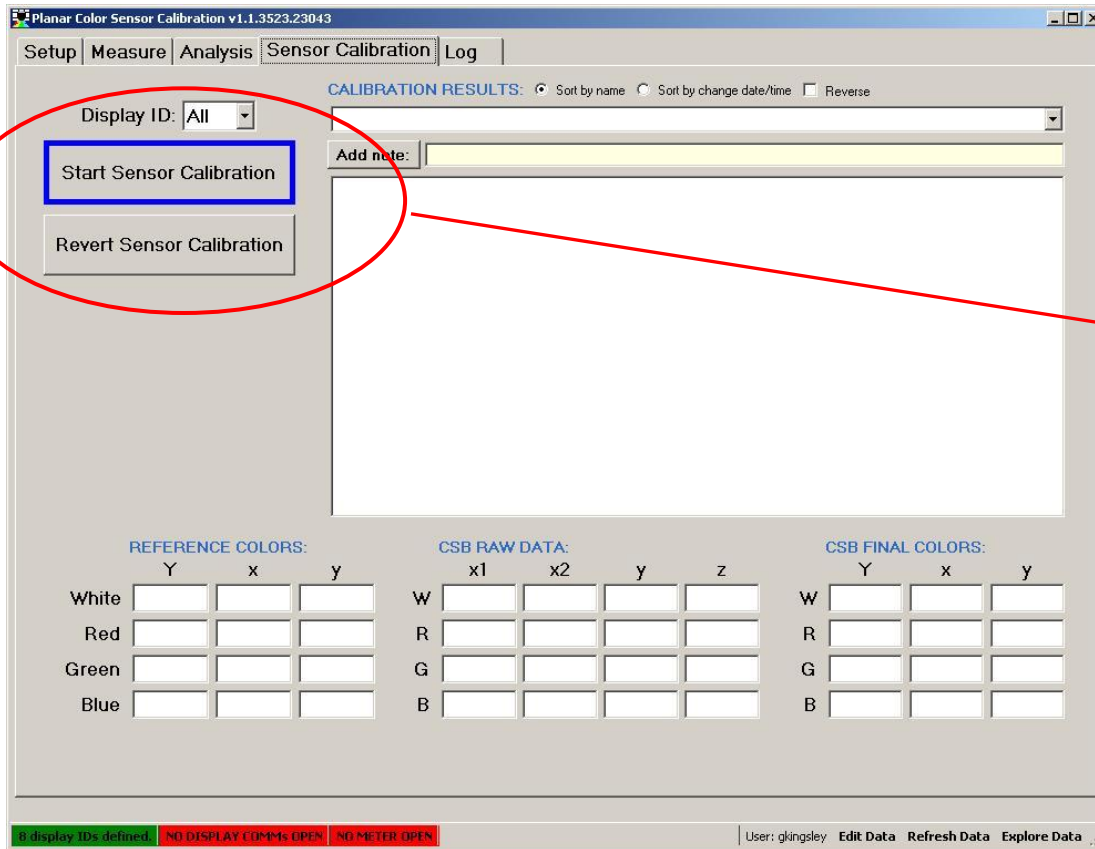 Planar Color Sensor Calibration v1.1.3523.23043
Setup Measure Analysis Sensor Calibration Log
CALIBRATION RESULTS: Sort by name Sort by change date/time Reverse
Display ID: All
Add note:
Start Sensor Calibration
Revert Sensor Calibration
REFERENCE COLORS: CSB RAW DATA: CSB FINAL COLORS:
Y x y x1 x2 y z Y x y
White W W
Red R R
Green G G
Blue B B
8 display IDs defined. NO DISPLAY COMMs OPEN NO METER OPEN User: gkingsley Edit Data Refresh Data Explore Data